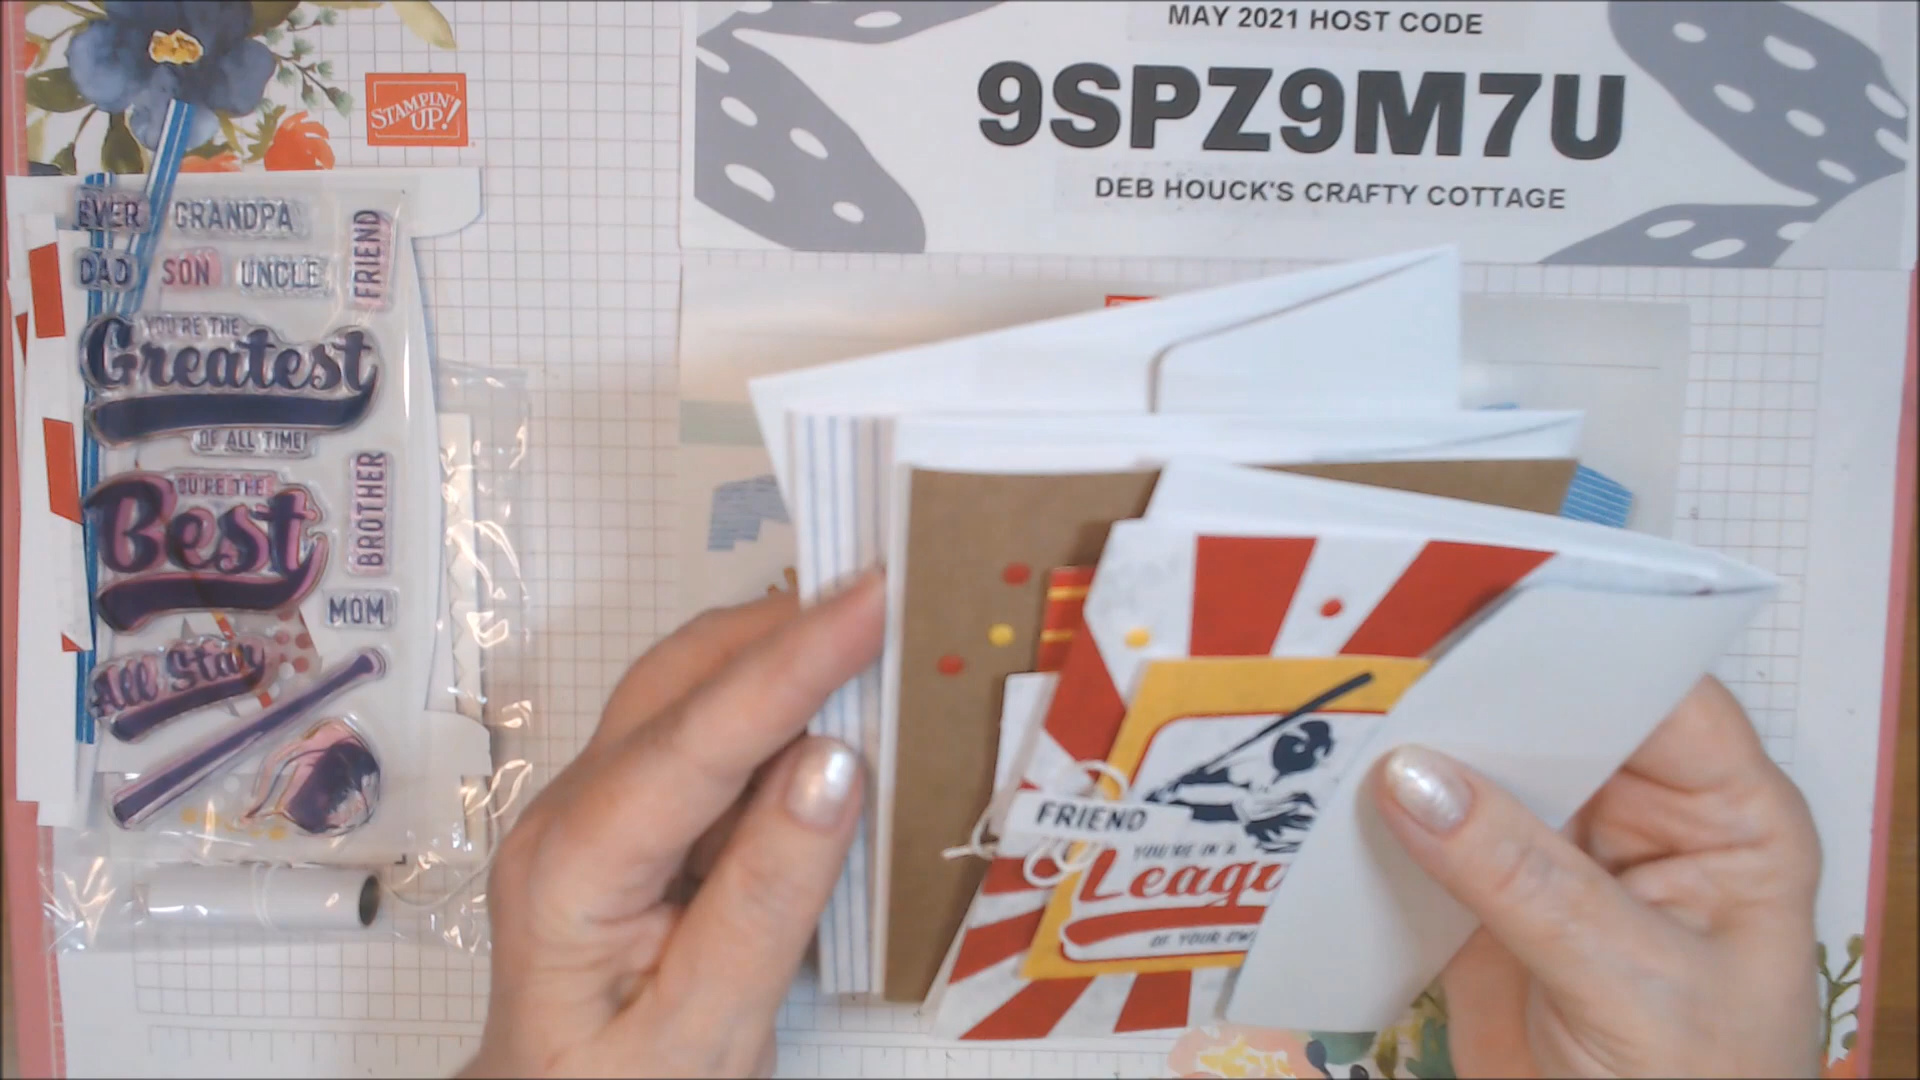 MAY 2021 HOST CODE
9SPZ9M7U
DEB HOUCK'S CRAFTY COTTAGE
STAMPIN'
UP!
EVER GRANDPA
FRIEND
DAD SON UNCLE
YOU'RE THE
Greatest
OF ALL TIME!
YOU'RE THE
Best
BROTHER
MOM
All Star
FRIEND
YOU'RE IN A
League
OF YOUR OWN